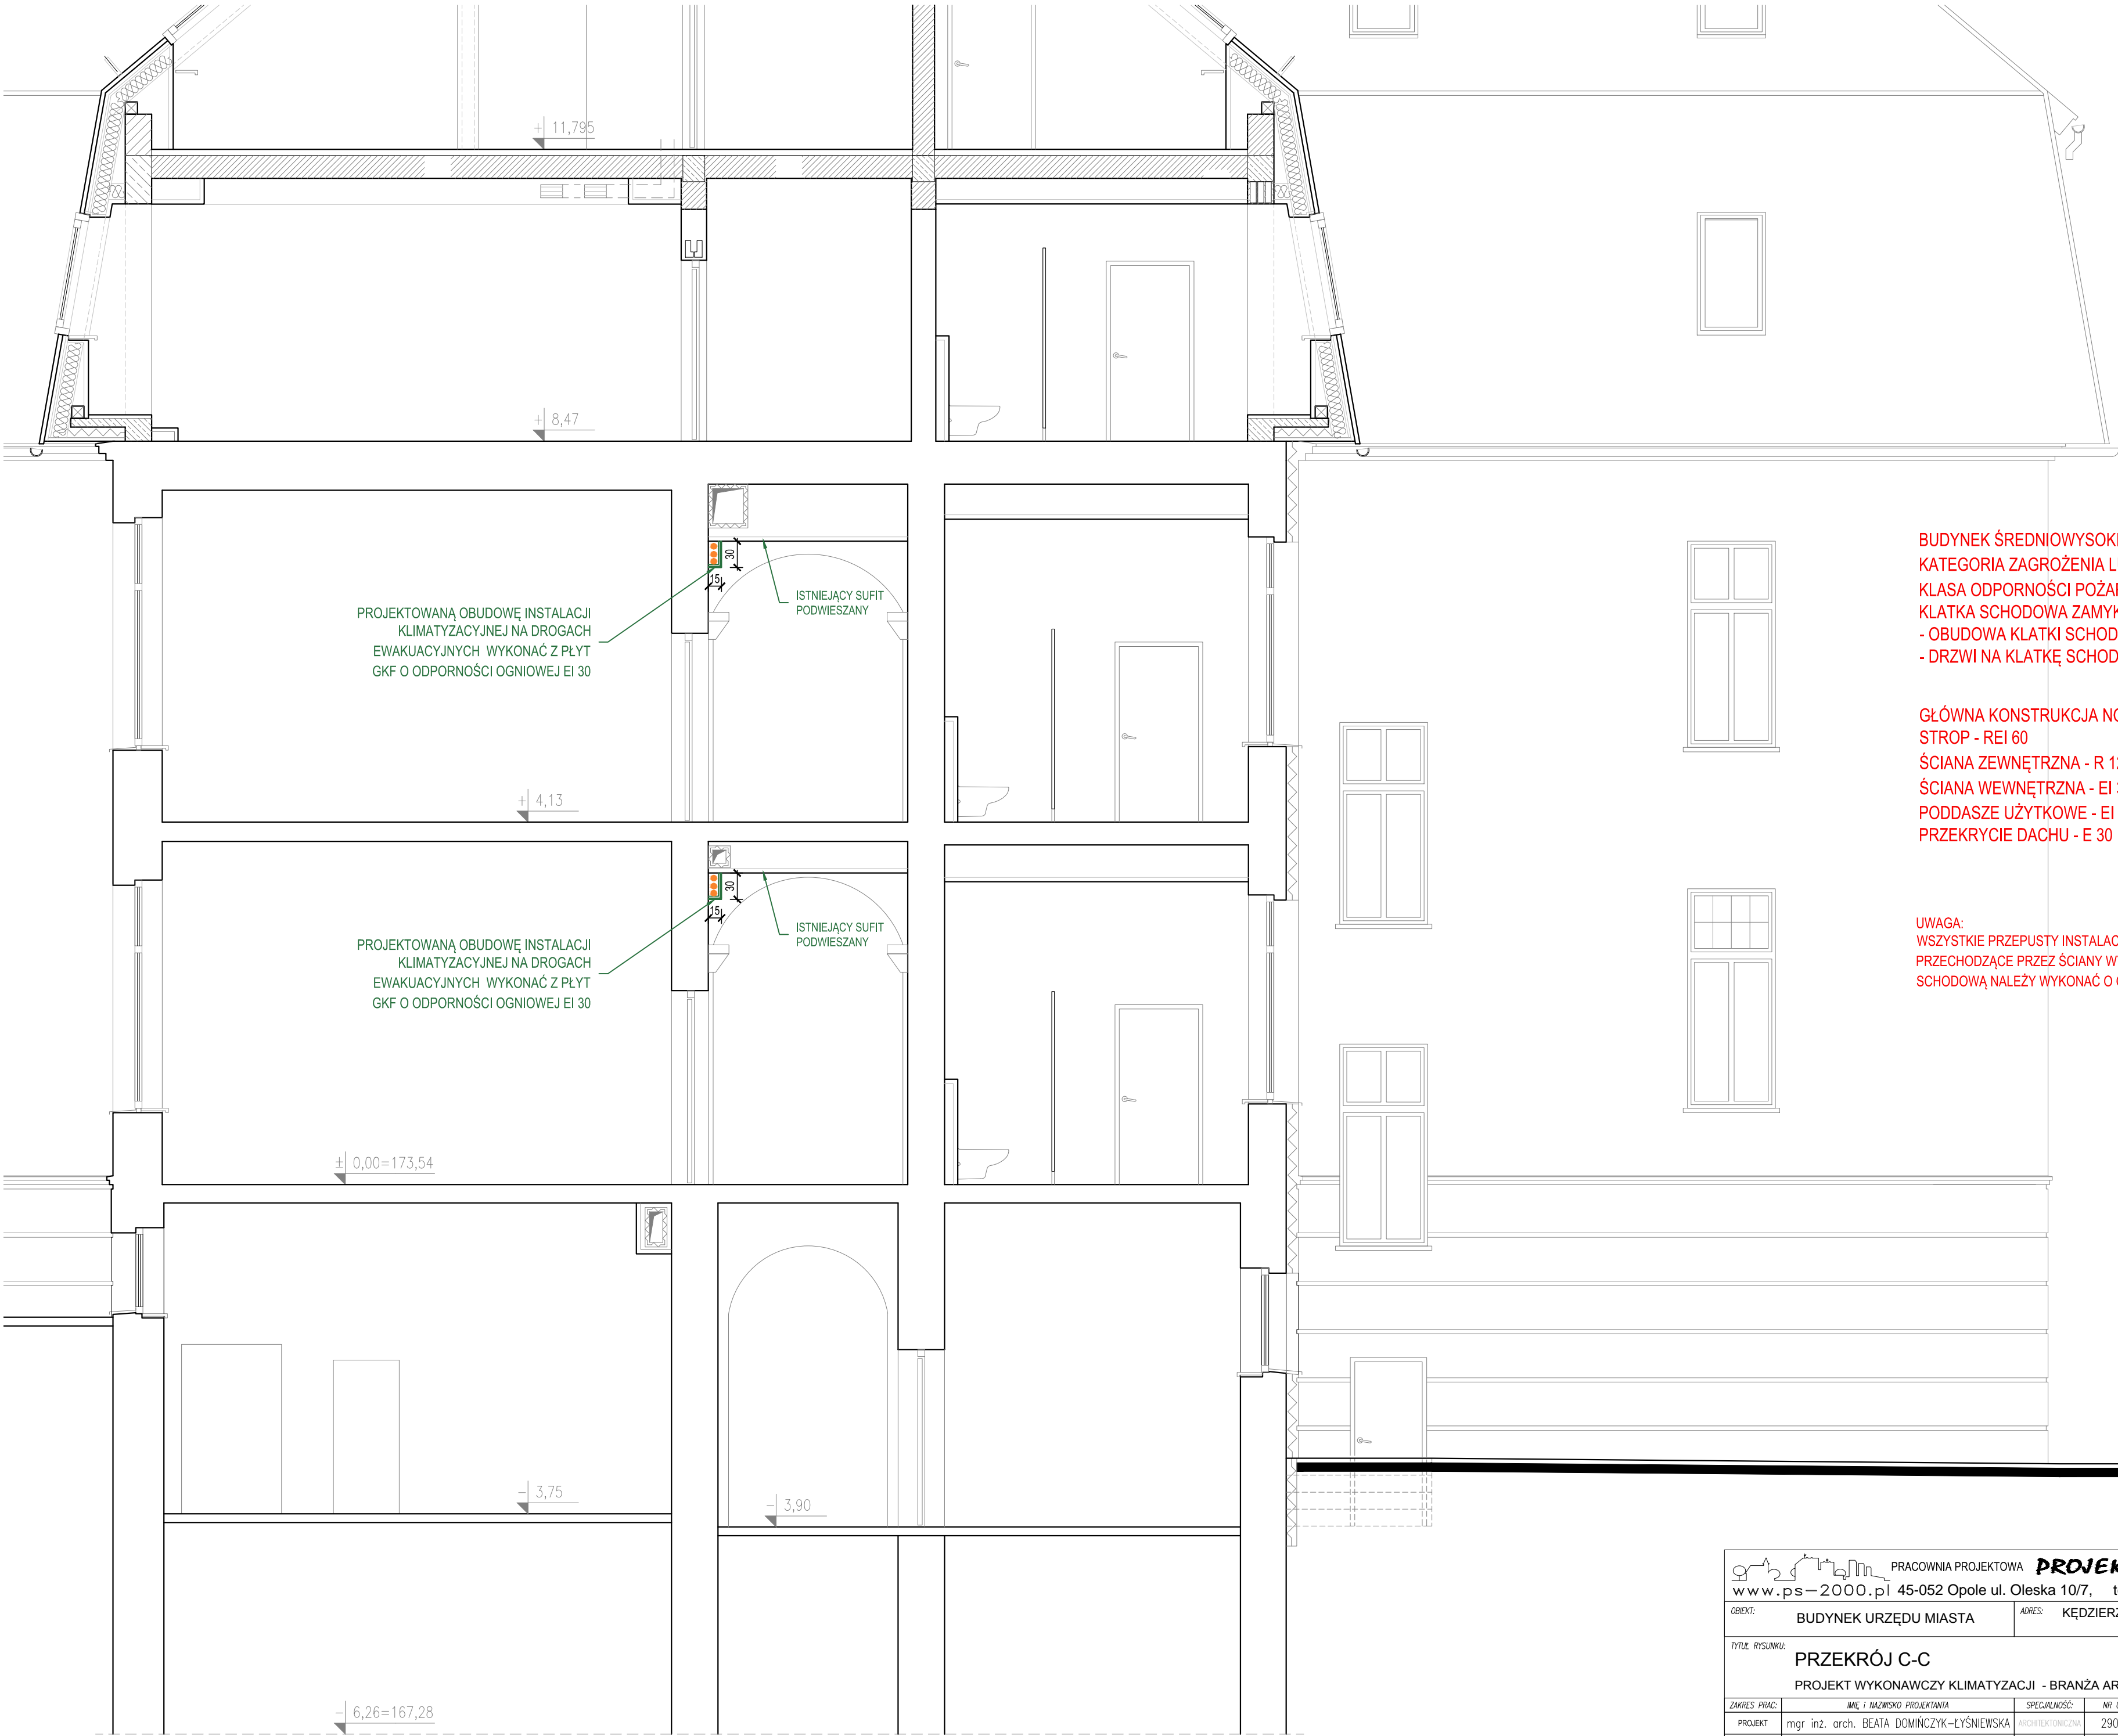 + 11,795
+ 8,47
30
15
ISTNIEJĄCY SUFIT
PODWIESZANY
PROJEKTOWANĄ OBUDOWĘ INSTALACJI
KLIMATYZACYJNEJ NA DROGACH
EWAKUACYJNYCH WYKONAĆ Z PŁYT
GKF O ODPORNOŚCI OGNIOWEJ EI 30
+ 4,13
30
15
ISTNIEJĄCY SUFIT
PODWIESZANY
PROJEKTOWANĄ OBUDOWĘ INSTALACJI
KLIMATYZACYJNEJ NA DROGACH
EWAKUACYJNYCH WYKONAĆ Z PŁYT
GKF O ODPORNOŚCI OGNIOWEJ EI 30
± 0,00=173,54
- 3,75
- 3,90
- 6,26=167,28
BUDYNEK ŚREDNIOWYSOK
KATEGORIA ZAGROŻENIA L
KLASA ODPORNOŚCI POŻA
KLATKA SCHODOWA ZAMY
- OBUDOWA KLATKI SCHOD
- DRZWI NA KLATKĘ SCHOD
GŁÓWNA KONSTRUKCJA N
STROP - REI 60
ŚCIANA ZEWNĘTRZNA - R 1
ŚCIANA WEWNĘTRZNA - EI
PODDASZE UŻYTKOWE - EI
PRZEKRYCIE DACHU - E 30
UWAGA:
WSZYSTKIE PRZEPUSTY INSTALAC
PRZECHODZĄCE PRZEZ ŚCIANY W
SCHODOWĄ NALEŻY WYKONAĆ O
PRACOWNIA PROJEKTOWA PROJEK
www.ps-2000.pl 45-052 Opole ul. Oleska 10/7, t
OBIEKT: BUDYNEK URZĘDU MIASTA ADRES: KĘDZIERZ
TYTUŁ RYSUNKU:
PRZEKRÓJ C-C
PROJEKT WYKONAWCZY KLIMATYZACJI - BRANŻA AR
ZAKRES PRAC: IMIĘ i NAZWISKO PROJEKTANTA SPECJALNOŚĆ: NR U
PROJEKT mgr inż. arch. BEATA DOMIŃCZYK-ŁYŚNIEWSKA ARCHITEKTONICZNA 290